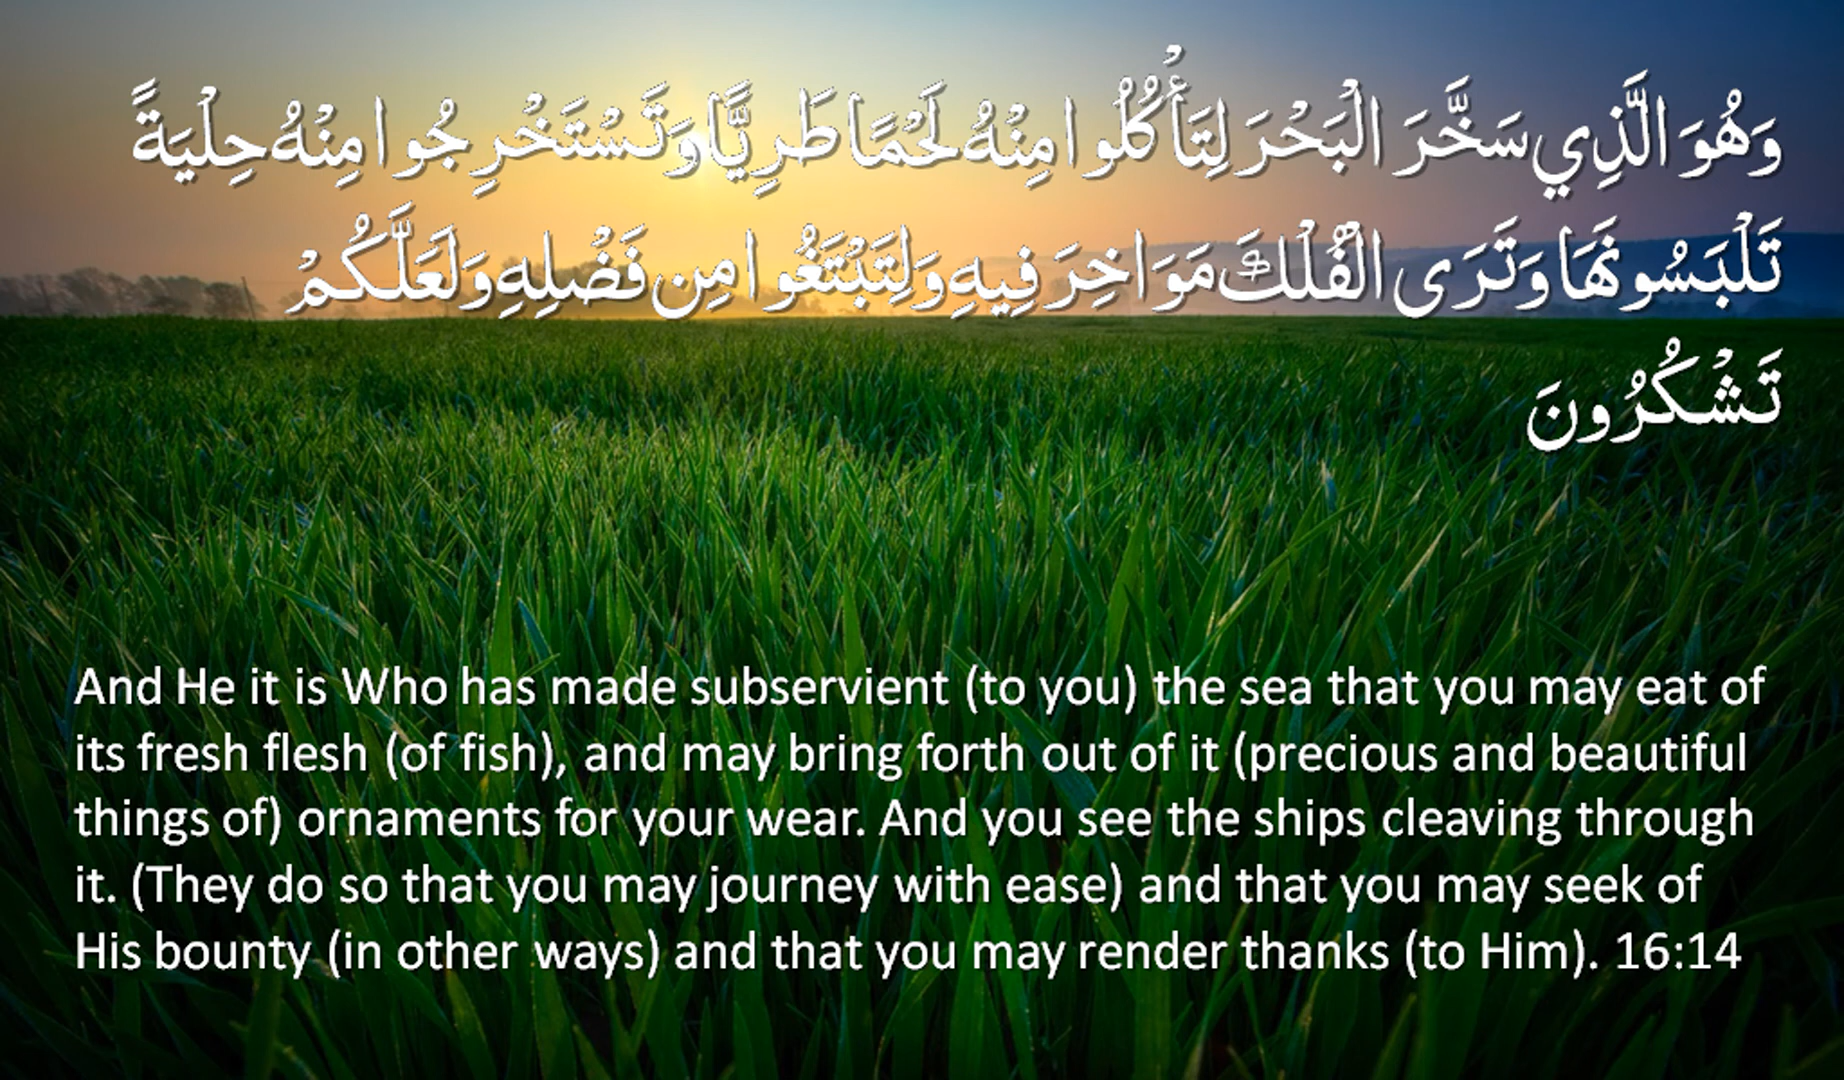 وَهُوَ الَّذِي سَخَّرَ الْبَحْرَ لِتَأْكُلُوا مِنْهُ لَحْمًا طَرِيًّا وَتَسْتَخْرِجُوا مِنْهُ حِلْيَةً
تَلْبَسُونَهَا وَتَرَى الْفُلْكَ مَوَاخِرَ فِيهِ وَلِتَبْتَغُوا مِن فَضْلِهِ وَلَعَلَّكُمْ
تَشْكُرُونَ
And He it is Who has made subservient (to you) the sea that you may eat of
its fresh flesh (of fish), and may bring forth out of it (precious and beautiful
things of) ornaments for your wear. And you see the ships cleaving through
it. (They do so that you may journey with ease) and that you may seek of
His bounty (in other ways) and that you may render thanks (to Him). 16:14